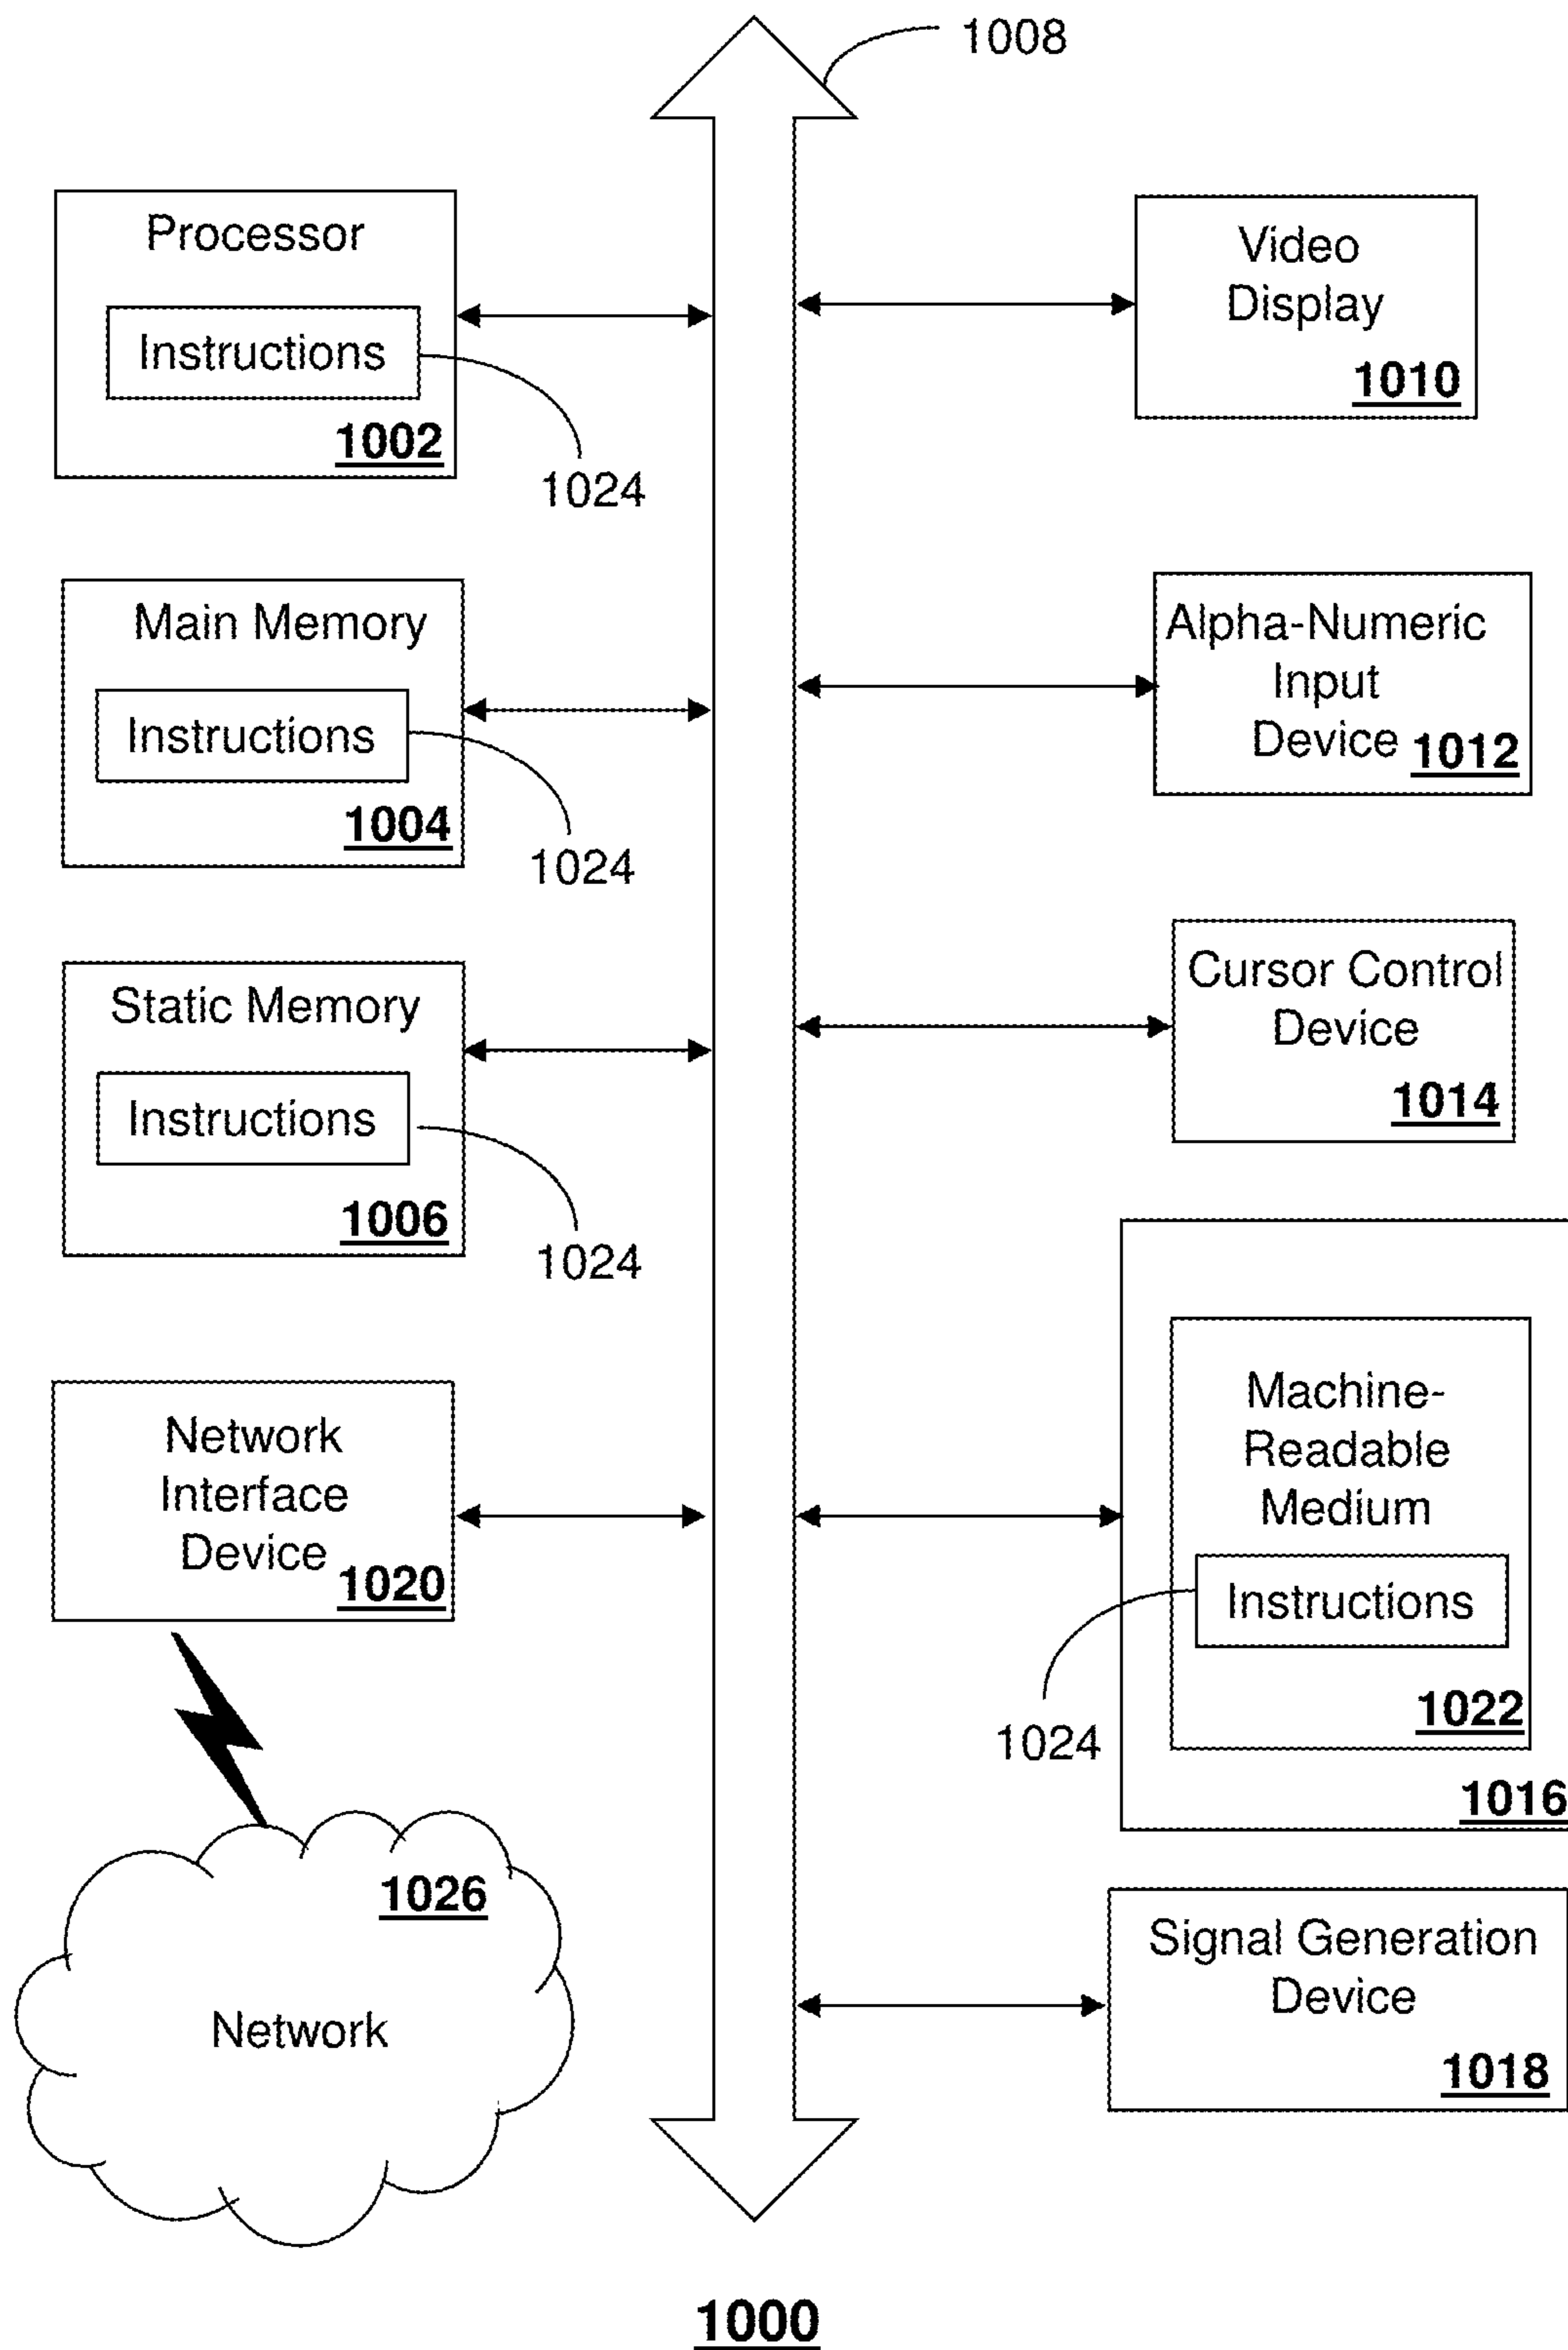 1008
Processor
Instructions
1002
1024
Main Memory
Instructions
1004
1024
Static Memory
Instructions
1006
1024
Network
Interface
Device
1020
1026
Network
Video
Display
1010
Alpha-Numeric
Input
Device 1012
Cursor Control
Device
1014
Machine-
Readable
Medium
Instructions
1022
1024
1016
Signal Generation
Device
1018
1000